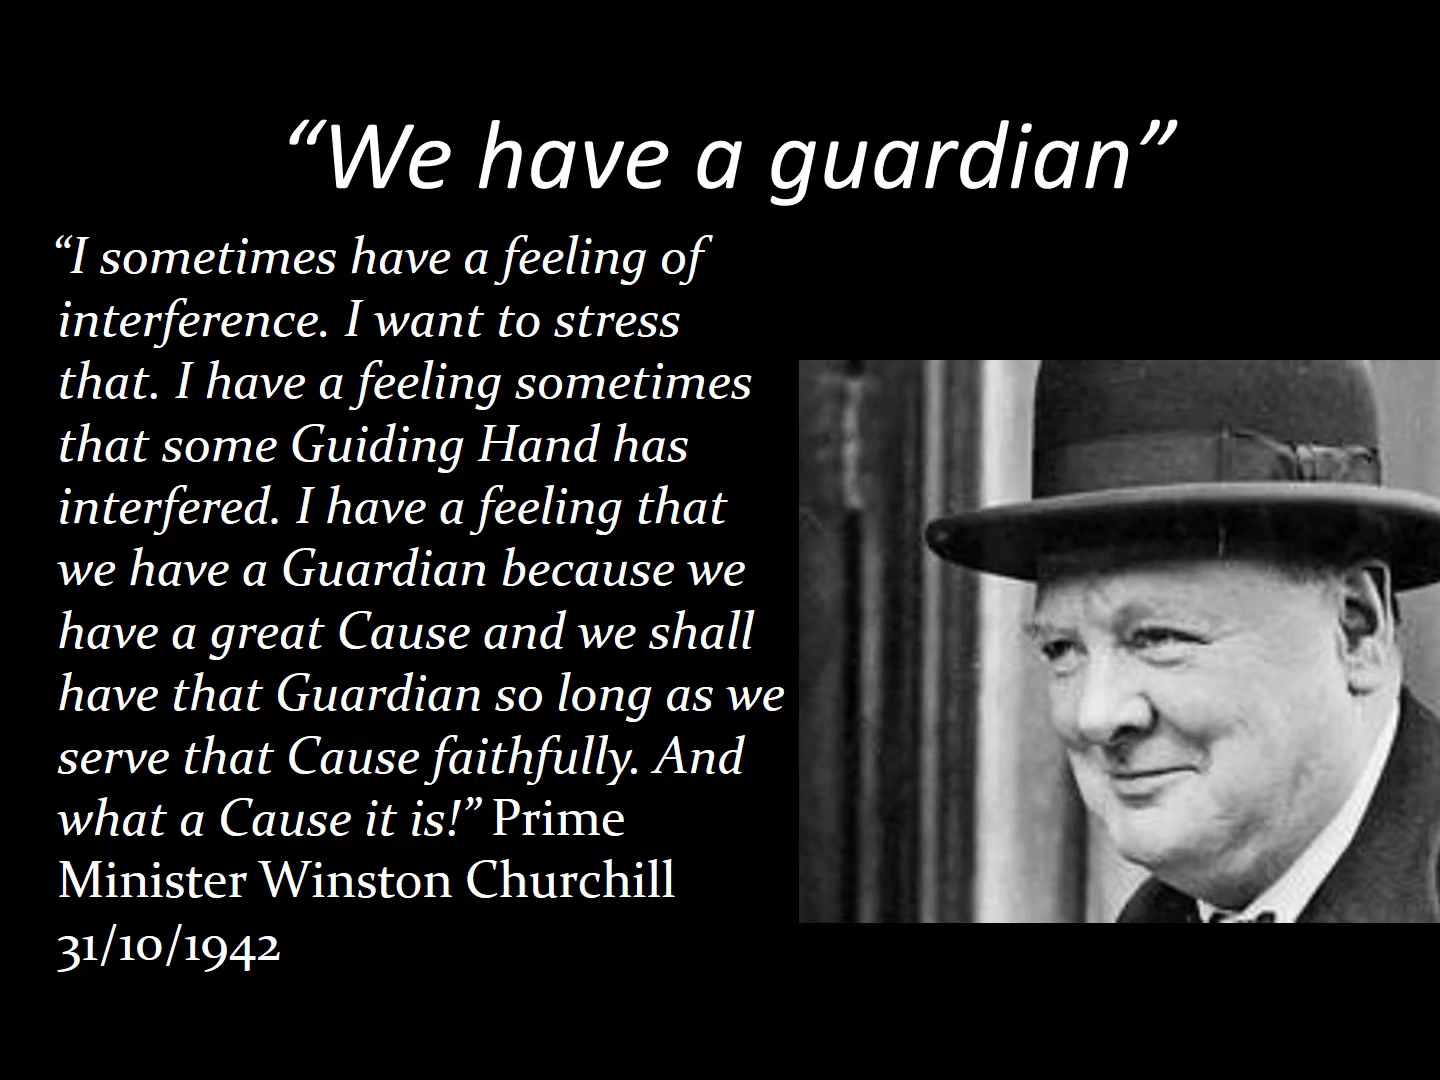 “We have a guardian”
“I sometimes have a feeling of
interference. I want to stress
that. I have a feeling sometimes
that some Guiding Hand has
interfered. I have a feeling that
we have a Guardian because we
have a great Cause and we shall
have that Guardian so long as we
serve that Cause faithfully. And
what a Cause it is!” Prime
Minister Winston Churchill
31/10/1942